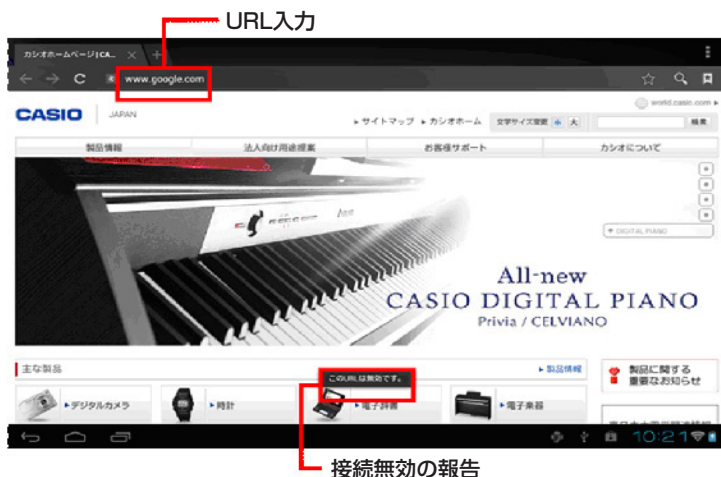 URL入力
カシオホームページ|CA...
www.google.com
world.casio.com
CASIO JAPAN
サイトマップ カシオホーム 文字サイズ変更 小 大 検索
製品情報 法人向け用途提案 お客様サポート カシオについて
DIGITAL PIANO
All-new
CASIO DIGITAL PIANO
Privia / CELVIANO
主な製品
製品情報
このURLは無効です。
製品に関する
重要なお知らせ
デジタルカメラ 時計 電子辞書 電子楽器
10:21
接続無効の報告